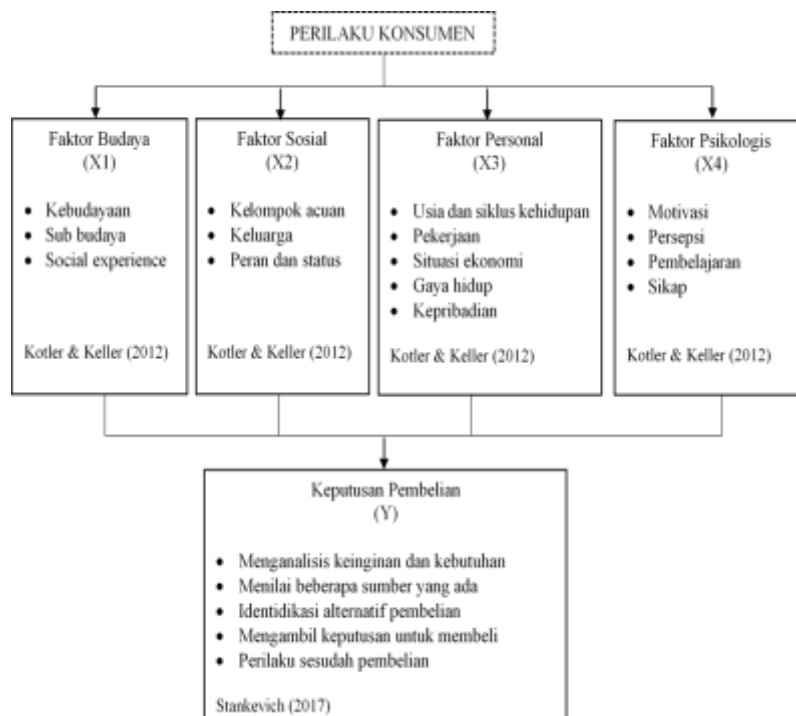 PERILAKU KONSUMEN
Faktor Budaya
(X1)
• Kebudayaan
• Sub budaya
• Social experience
Kotler & Keller (2012)
Faktor Sosial
(X2)
• Kelompok acuan
• Keluarga
• Peran dan status
Kotler & Keller (2012)
Faktor Personal
(X3)
• Usia dan siklus kehidupan
• Pekerjaan
• Situasi ekonomi
• Gaya hidup
• Kepribadian
Kotler & Keller (2012)
Faktor Psikologis
(X4)
• Motivasi
• Persepsi
• Pembelajaran
• Sikap
Kotler & Keller (2012)
Keputusan Pembelian
(Y)
• Menganalisis keinginan dan kebutuhan
• Menilai beberapa sumber yang ada
• Identidikasi alternatif pembelian
• Mengambil keputusan untuk membeli
• Perilaku sesudah pembelian
Stankevich (2017)